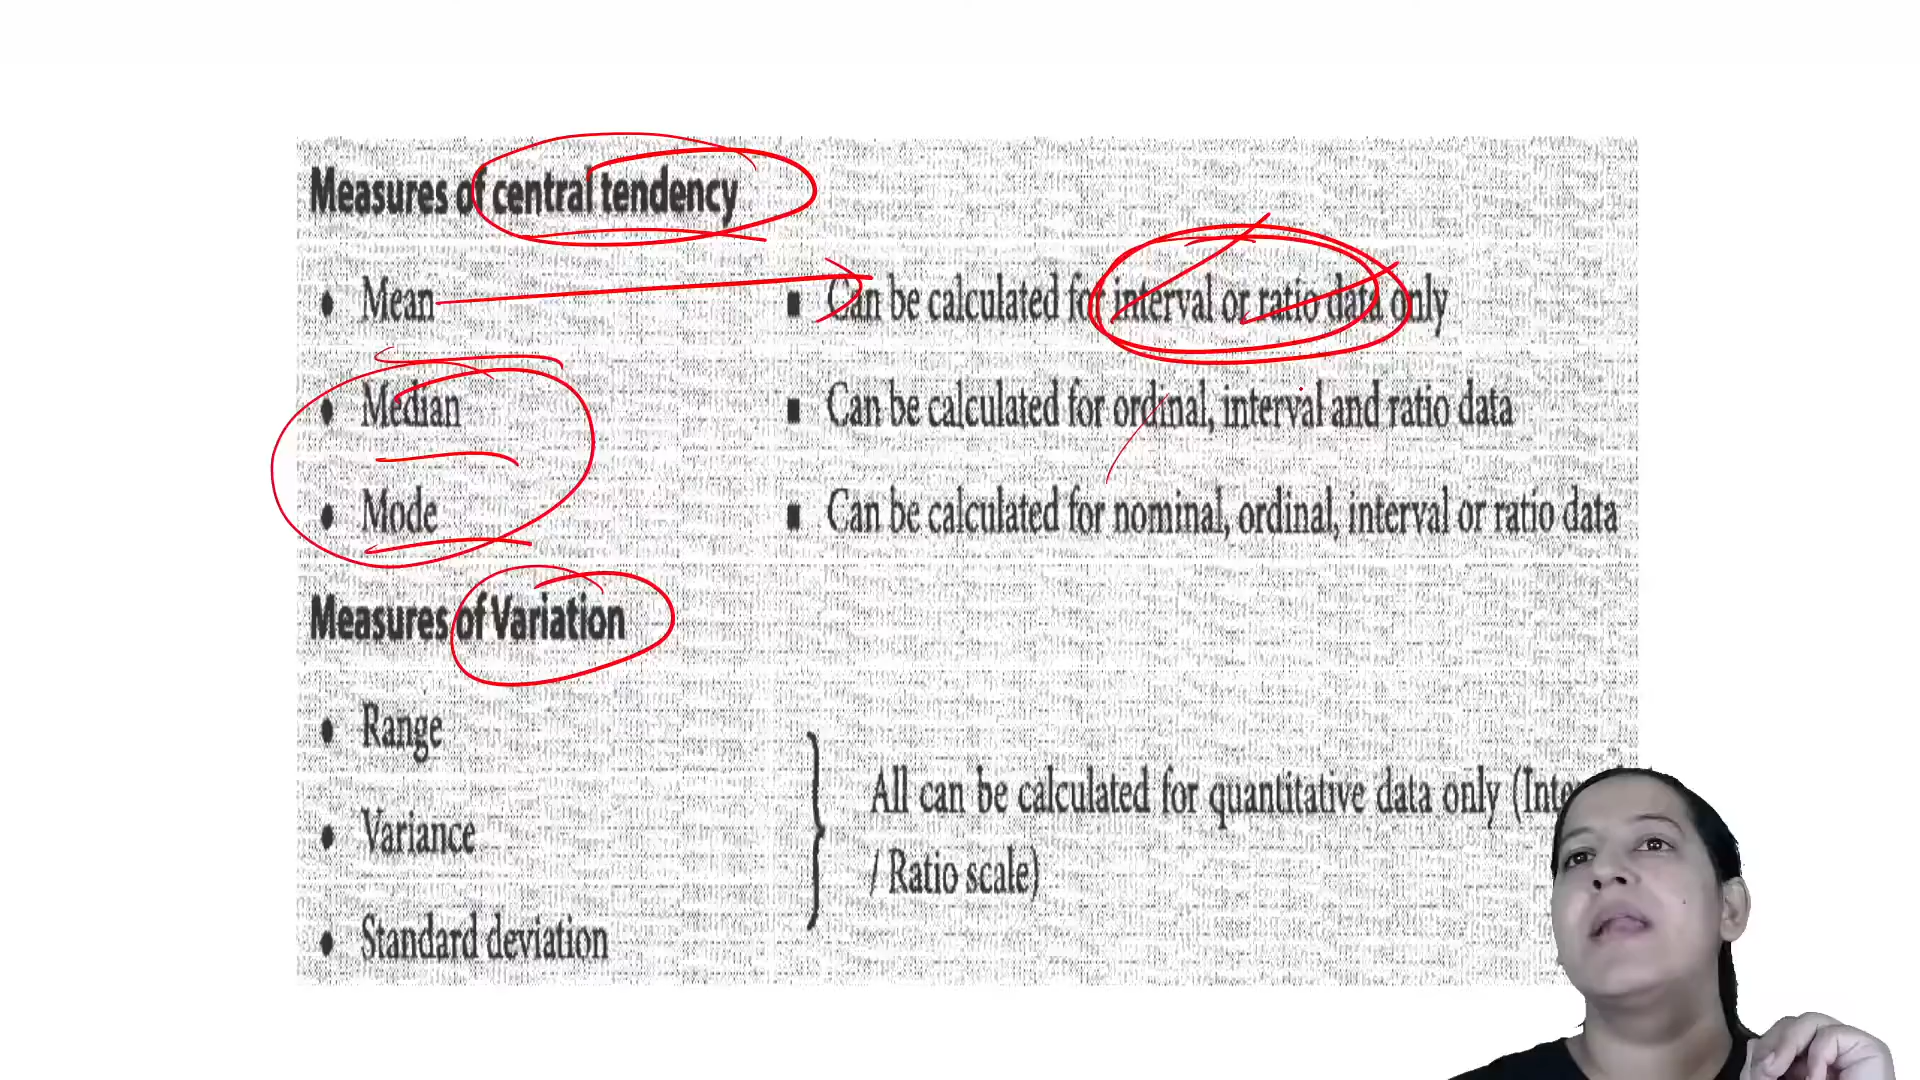 Measures of central tendency
• Mean ▪ Can be calculated for interval or ratio data only
• Median ▪ Can be calculated for ordinal, interval and ratio data
• Mode ▪ Can be calculated for nominal, ordinal, interval or ratio data
Measures of Variation
• Range
All can be calculated for quantitative data only
• Variance
/ Ratio scale)
• Standard deviation